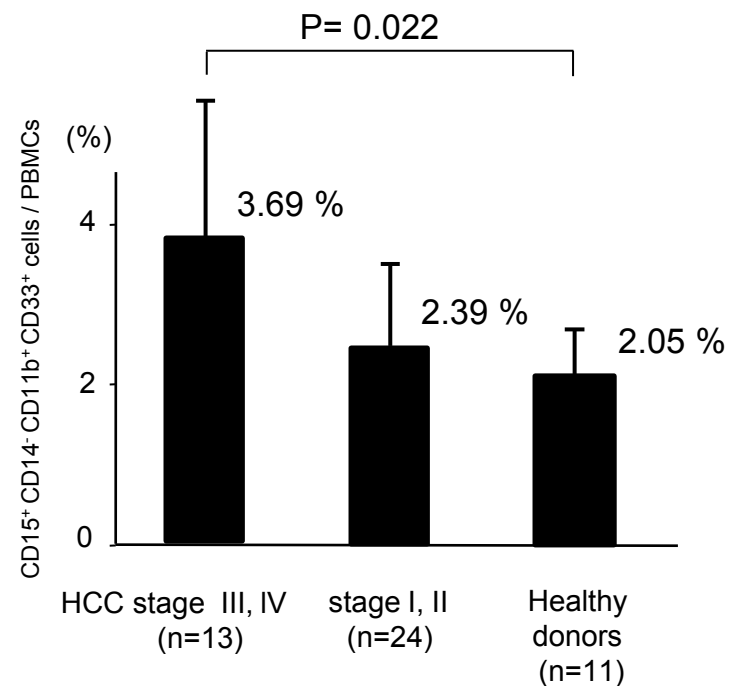 P= 0.022
(%)
CD15⁺ CD14⁻ CD11b⁺ CD33⁺ cells / PBMCs
4
2
0
3.69 %
2.39 %
2.05 %
HCC stage III, IV
(n=13)
stage I, II
(n=24)
Healthy
donors
(n=11)